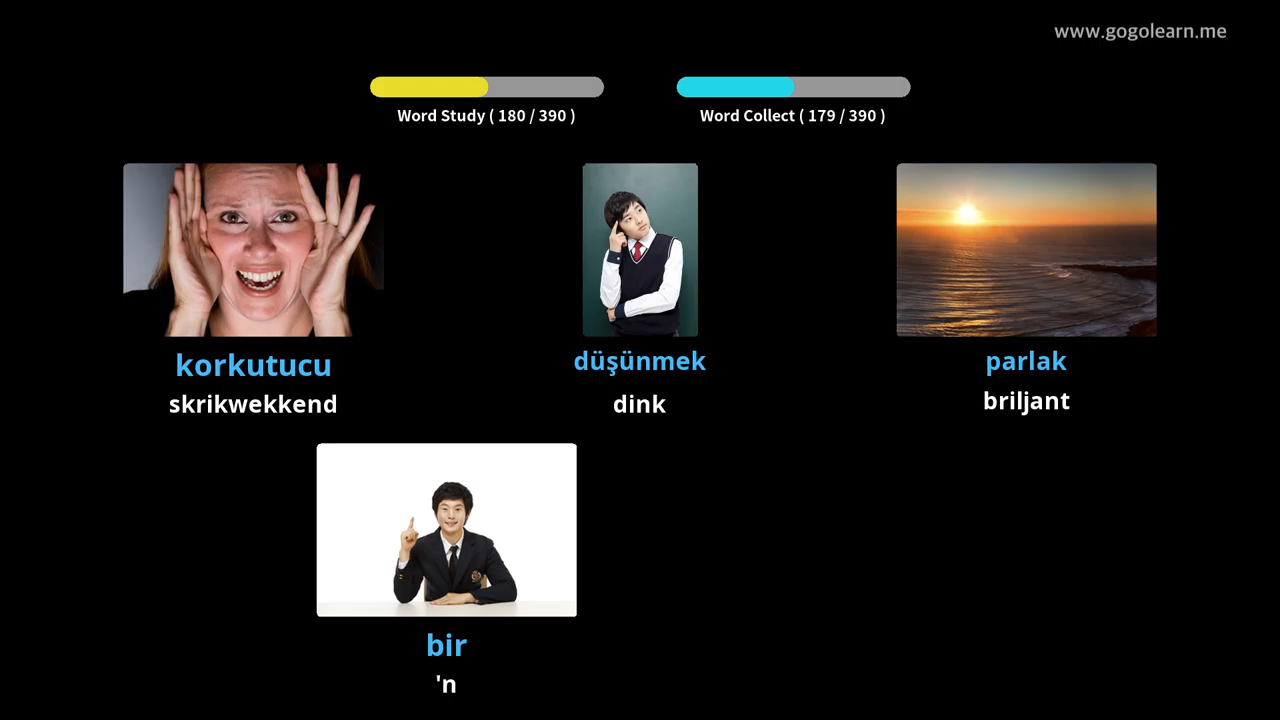 www.gogolearn.me
Word Study ( 180 / 390 )
Word Collect ( 179 / 390 )
korkutucu
skrikwekkend
düşünmek
dink
parlak
briljant
bir
'n